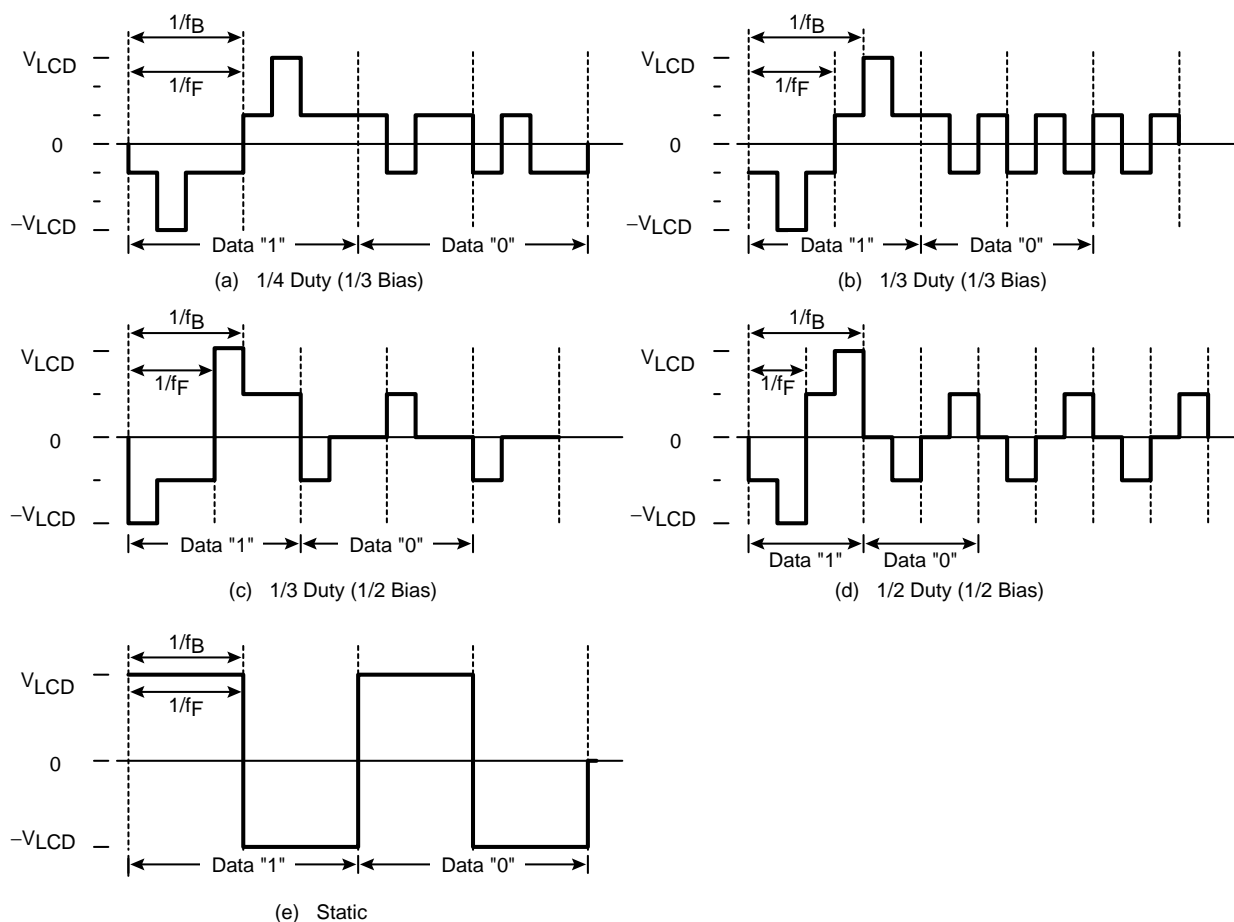 1/fB
VLCD
1/fF
0
−VLCD
Data "1"
Data "0"
(a) 1/4 Duty (1/3 Bias)
1/fB
VLCD
1/fF
0
−VLCD
Data "1"
Data "0"
(b) 1/3 Duty (1/3 Bias)
1/fB
VLCD
1/fF
0
−VLCD
Data "1"
Data "0"
(c) 1/3 Duty (1/2 Bias)
1/fB
VLCD
1/fF
0
−VLCD
Data "1"
Data "0"
(d) 1/2 Duty (1/2 Bias)
1/fB
VLCD
1/fF
0
−VLCD
Data "1"
Data "0"
(e) Static